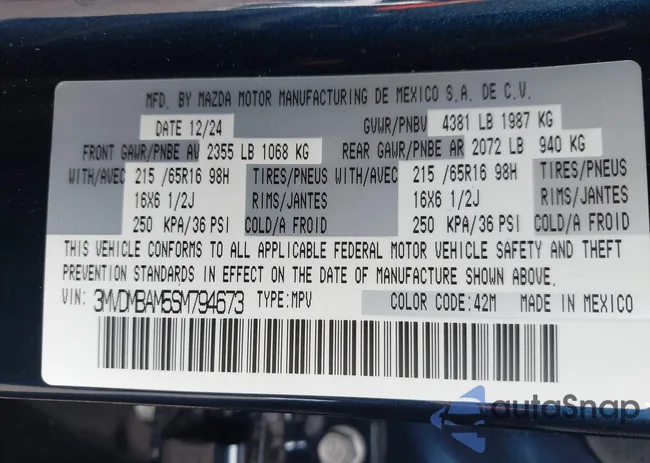 MFD. BY MAZDA MOTOR MANUFACTURING DE MEXICO S.A. DE C.V.
DATE 12/24 GVWR/PNBV 4381 LB 1987 KG
FRONT GAWR/PNBE AV 2355 LB 1068 KG REAR GAWR/PNBE AR 2072 LB 940 KG
WITH/AVEC 215 /65R16 98H TIRES/PNEUS WITH/AVEC 215 /65R16 98H TIRES/PNEUS
16X6 1/2J RIMS/JANTES 16X6 1/2J RIMS/JANTES
250 KPA/36 PSI COLD/A FROID 250 KPA/36 PSI COLD/A FROID
THIS VEHICLE CONFORMS TO ALL APPLICABLE FEDERAL MOTOR VEHICLE SAFETY AND THEFT
PREVENTION STANDARDS IN EFFECT ON THE DATE OF MANUFACTURE SHOWN ABOVE.
VIN: 3MVDMBAM6SM794673 TYPE:MPV COLOR CODE:42M MADE IN MEXICO
autoSnap